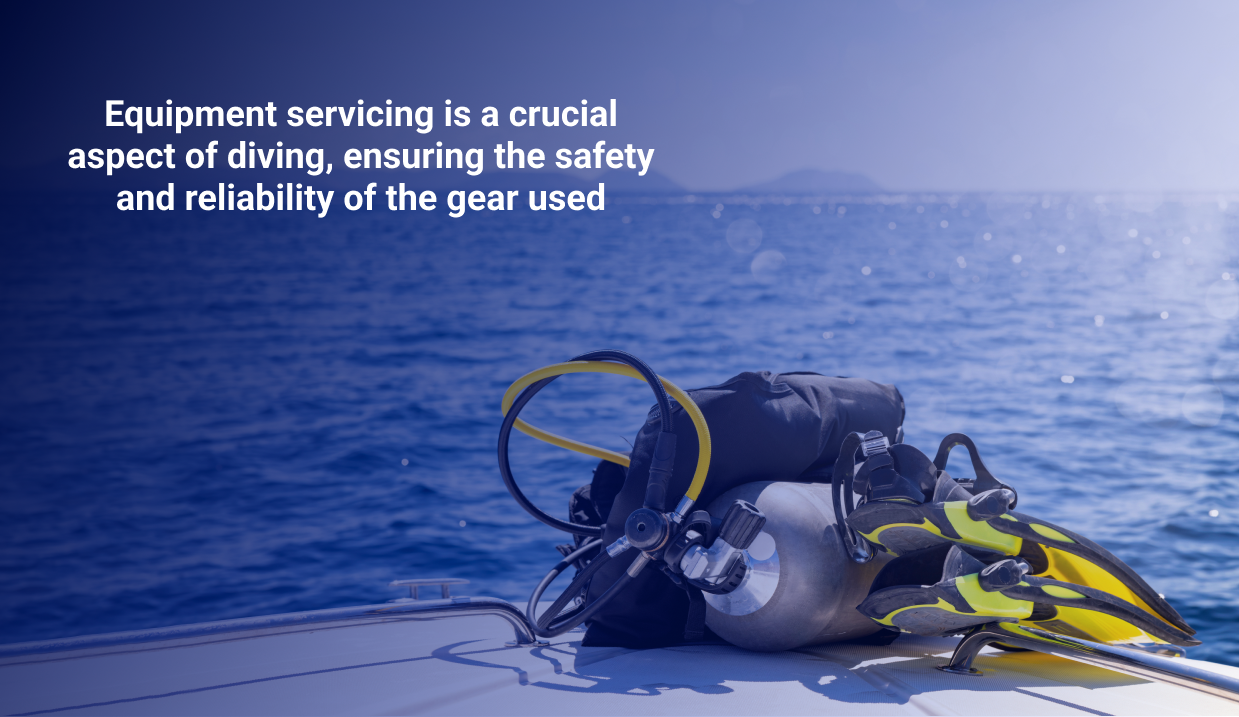 Equipment servicing is a crucial
aspect of diving, ensuring the safety
and reliability of the gear used